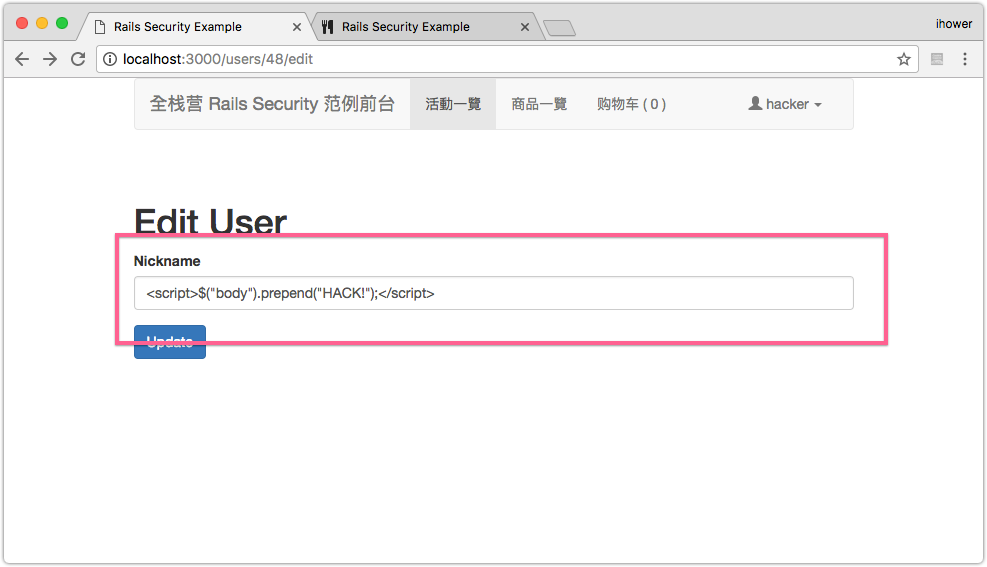 Rails Security Example
Rails Security Example
ihower
localhost:3000/users/48/edit
全栈营 Rails Security 范例前台
活動一覽
商品一覽
购物车 ( 0 )
hacker
Edit User
Nickname
<script>$("body").prepend("HACK!");</script>
Update